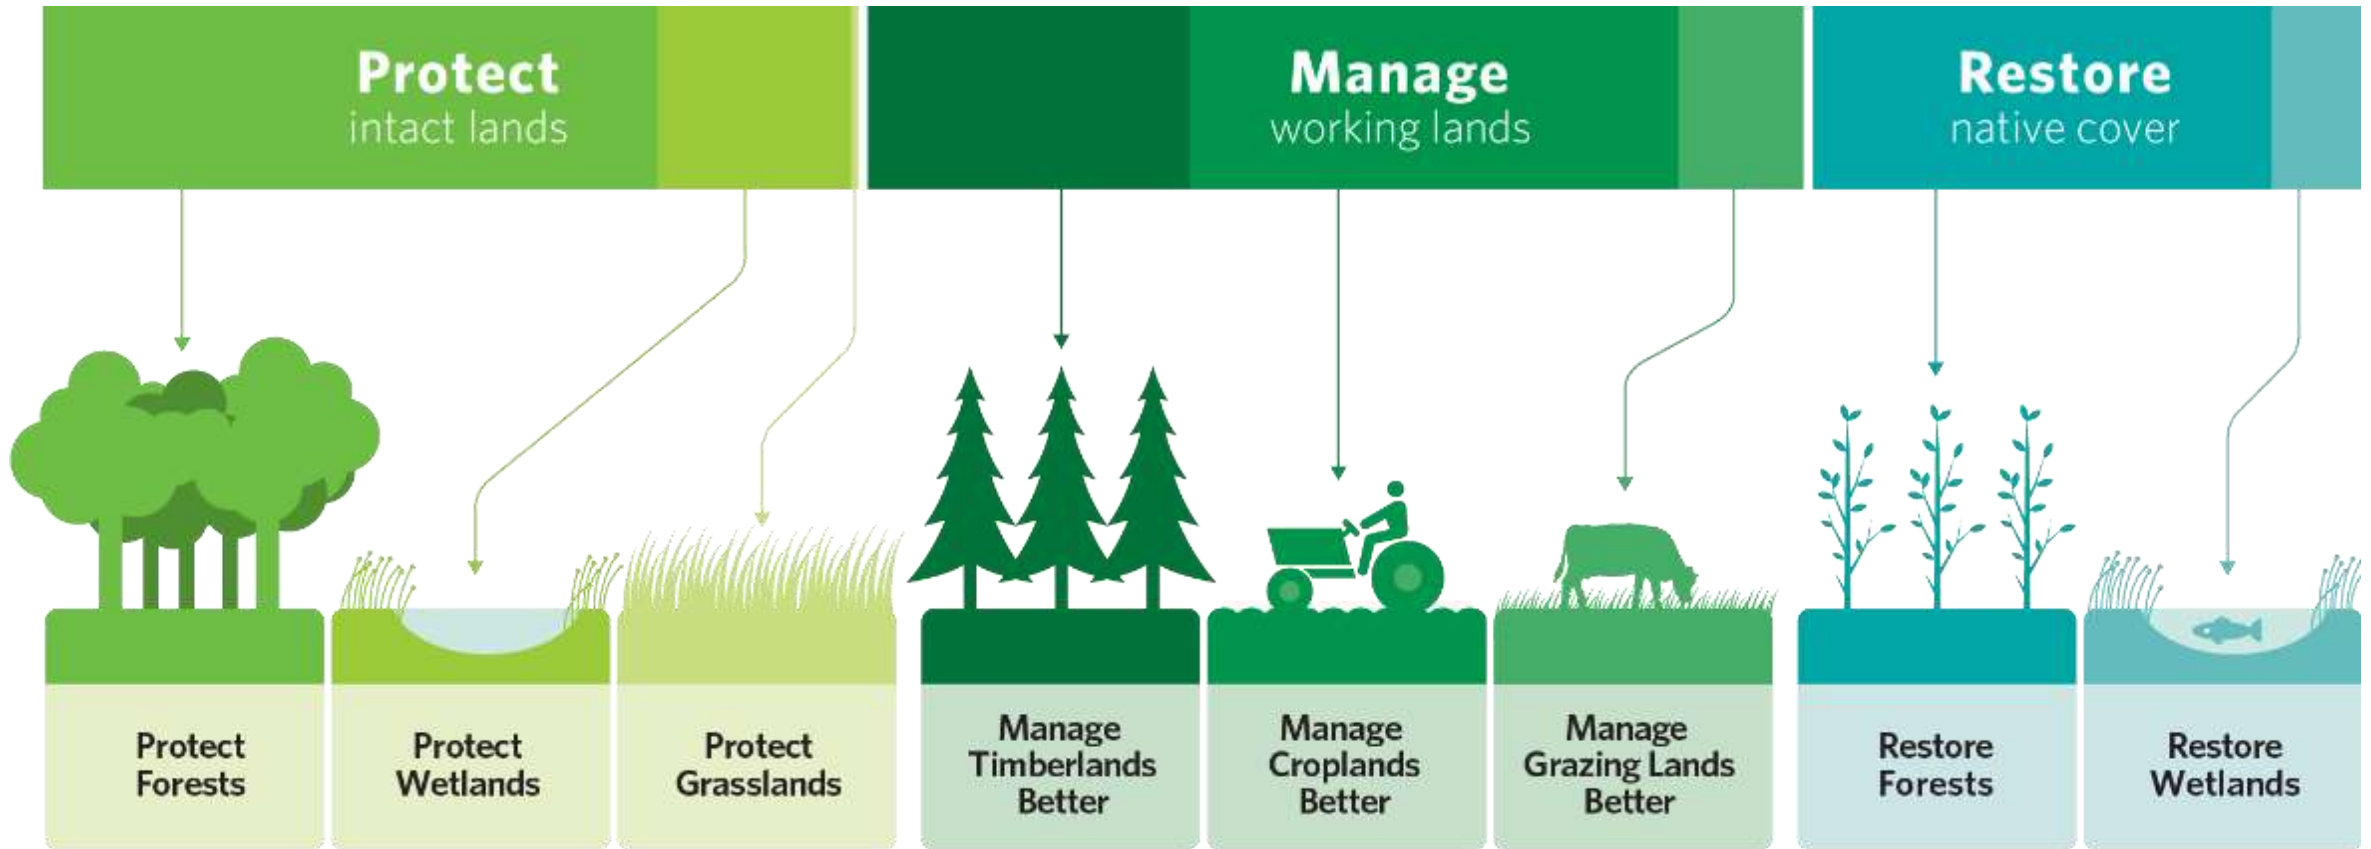 Protect
intact lands
Manage
working lands
Restore
native cover
Protect
Forests
Protect
Wetlands
Protect
Grasslands
Manage
Timberlands
Better
Manage
Croplands
Better
Manage
Grazing Lands
Better
Restore
Forests
Restore
Wetlands